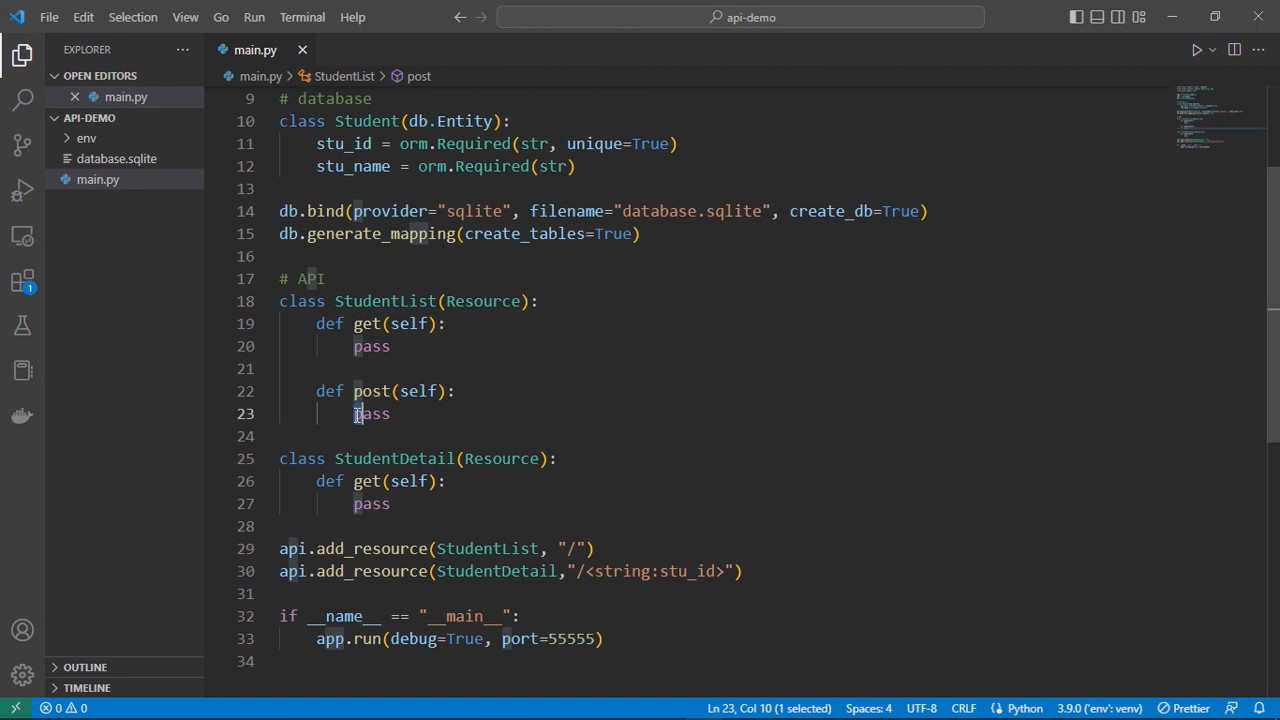 File Edit Selection View Go Run Terminal Help
api-demo
EXPLORER
main.py
OPEN EDITORS
main.py > StudentList > post
main.py
9 # database
API-DEMO
10 class Student(db.Entity):
env
11 stu_id = orm.Required(str, unique=True)
database.sqlite
12 stu_name = orm.Required(str)
main.py
13
14 db.bind(provider="sqlite", filename="database.sqlite", create_db=True)
15 db.generate_mapping(create_tables=True)
16
17 # API
1
18 class StudentList(Resource):
19 def get(self):
20 pass
21
22 def post(self):
23 pass
24
25 class StudentDetail(Resource):
26 def get(self):
27 pass
28
29 api.add_resource(StudentList, "/")
30 api.add_resource(StudentDetail,"/<string:stu_id>")
31
32 if __name__ == "__main__":
33 app.run(debug=True, port=55555)
34
OUTLINE
TIMELINE
0 0 Ln 23, Col 10 (1 selected) Spaces: 4 UTF-8 CRLF Python 3.9.0 ('env': venv) Prettier